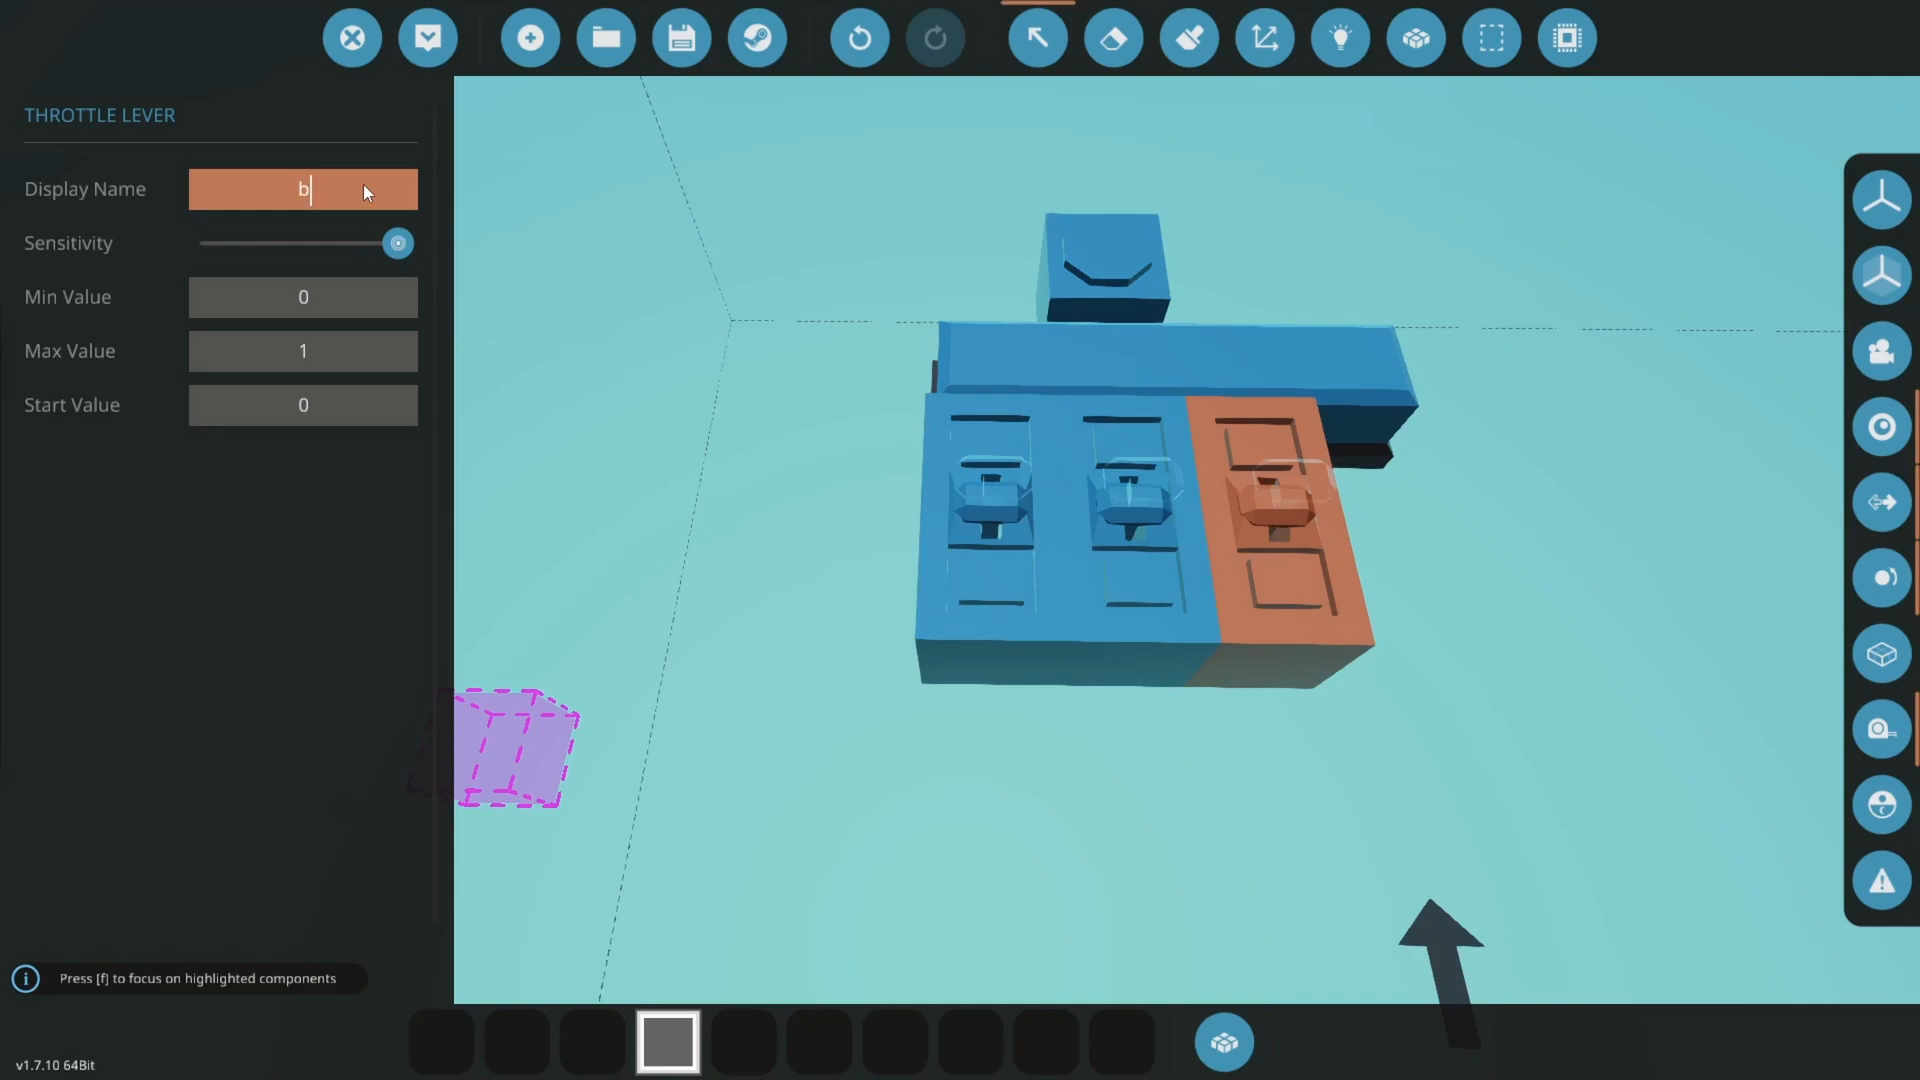 THROTTLE LEVER
Display Name b
Sensitivity
Min Value 0
Max Value 1
Start Value 0
Press [f] to focus on highlighted components
v1.7.10 64Bit